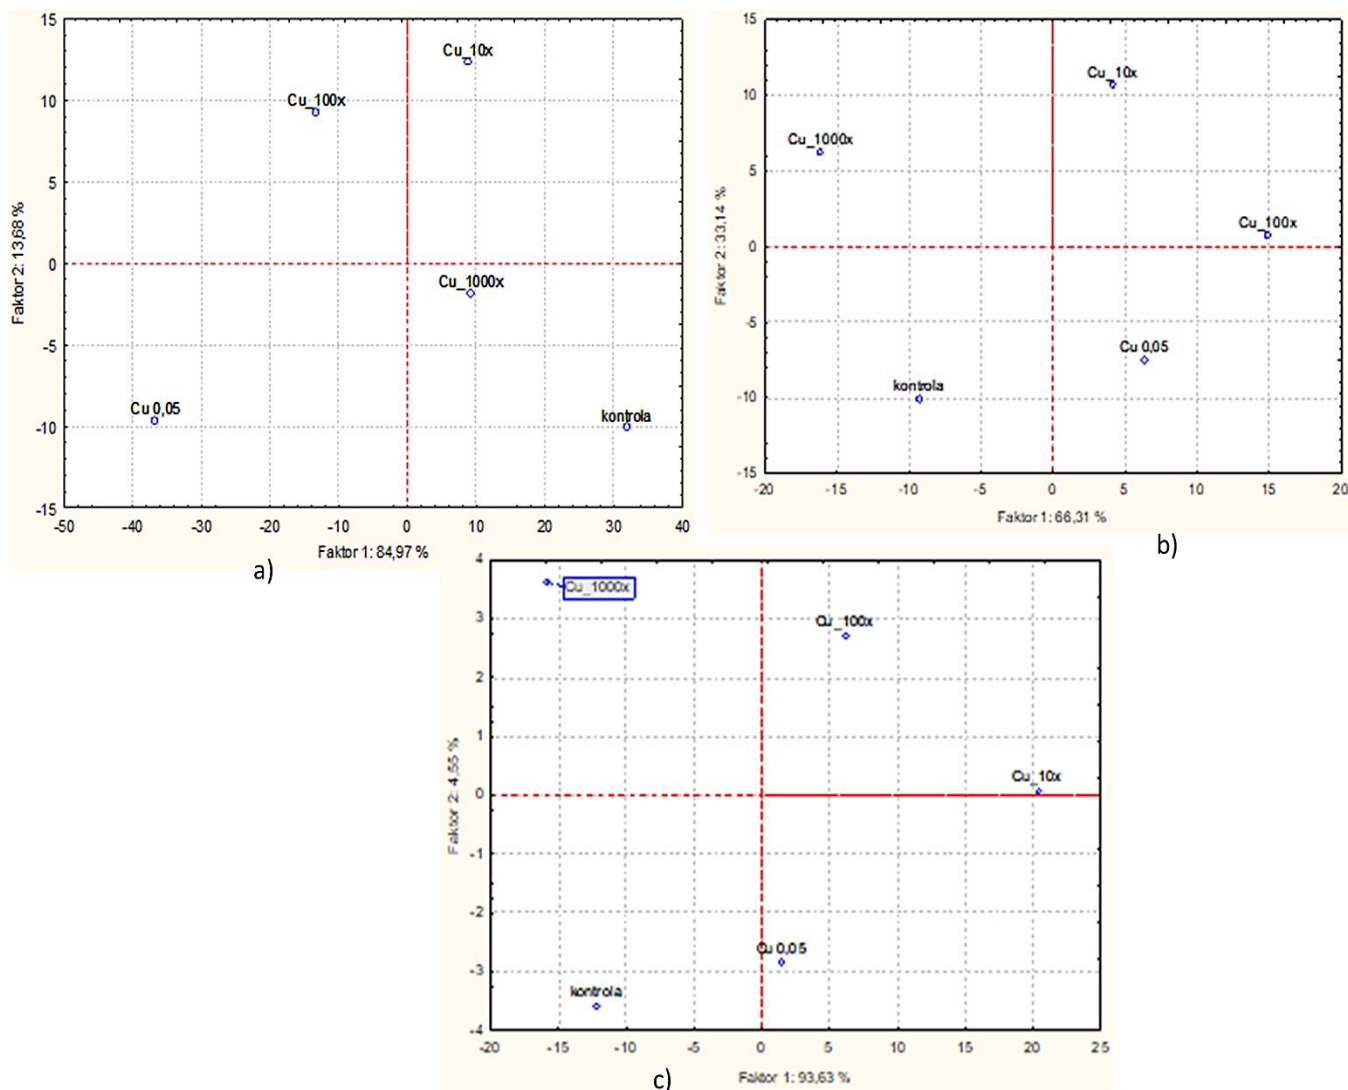 15
Cu_10x
10
Cu_100x
5
0
Cu_1000x
-5
Cu 0,05
-10
kontrola
-15
-50 -40 -30 -20 -10 0 10 20 30 40
Faktor 2: 13,68 %
Faktor 1: 84,97 %
a)
15
Cu_10x
10
Cu_1000x
5
Cu_100x
0
-5
Cu 0,05
kontrola
-10
-15
-20 -15 -10 -5 0 5 10 15 20
Faktor 2: 33,14 %
Faktor 1: 66,31 %
b)
4
Cu_1000x
3
Cu_100x
2
1
Cu_10x
0
-1
-2
Cu 0,05
-3
kontrola
-4
-20 -15 -10 -5 0 5 10 15 20 25
Faktor 2: 4,55 %
Faktor 1: 93,63 %
c)